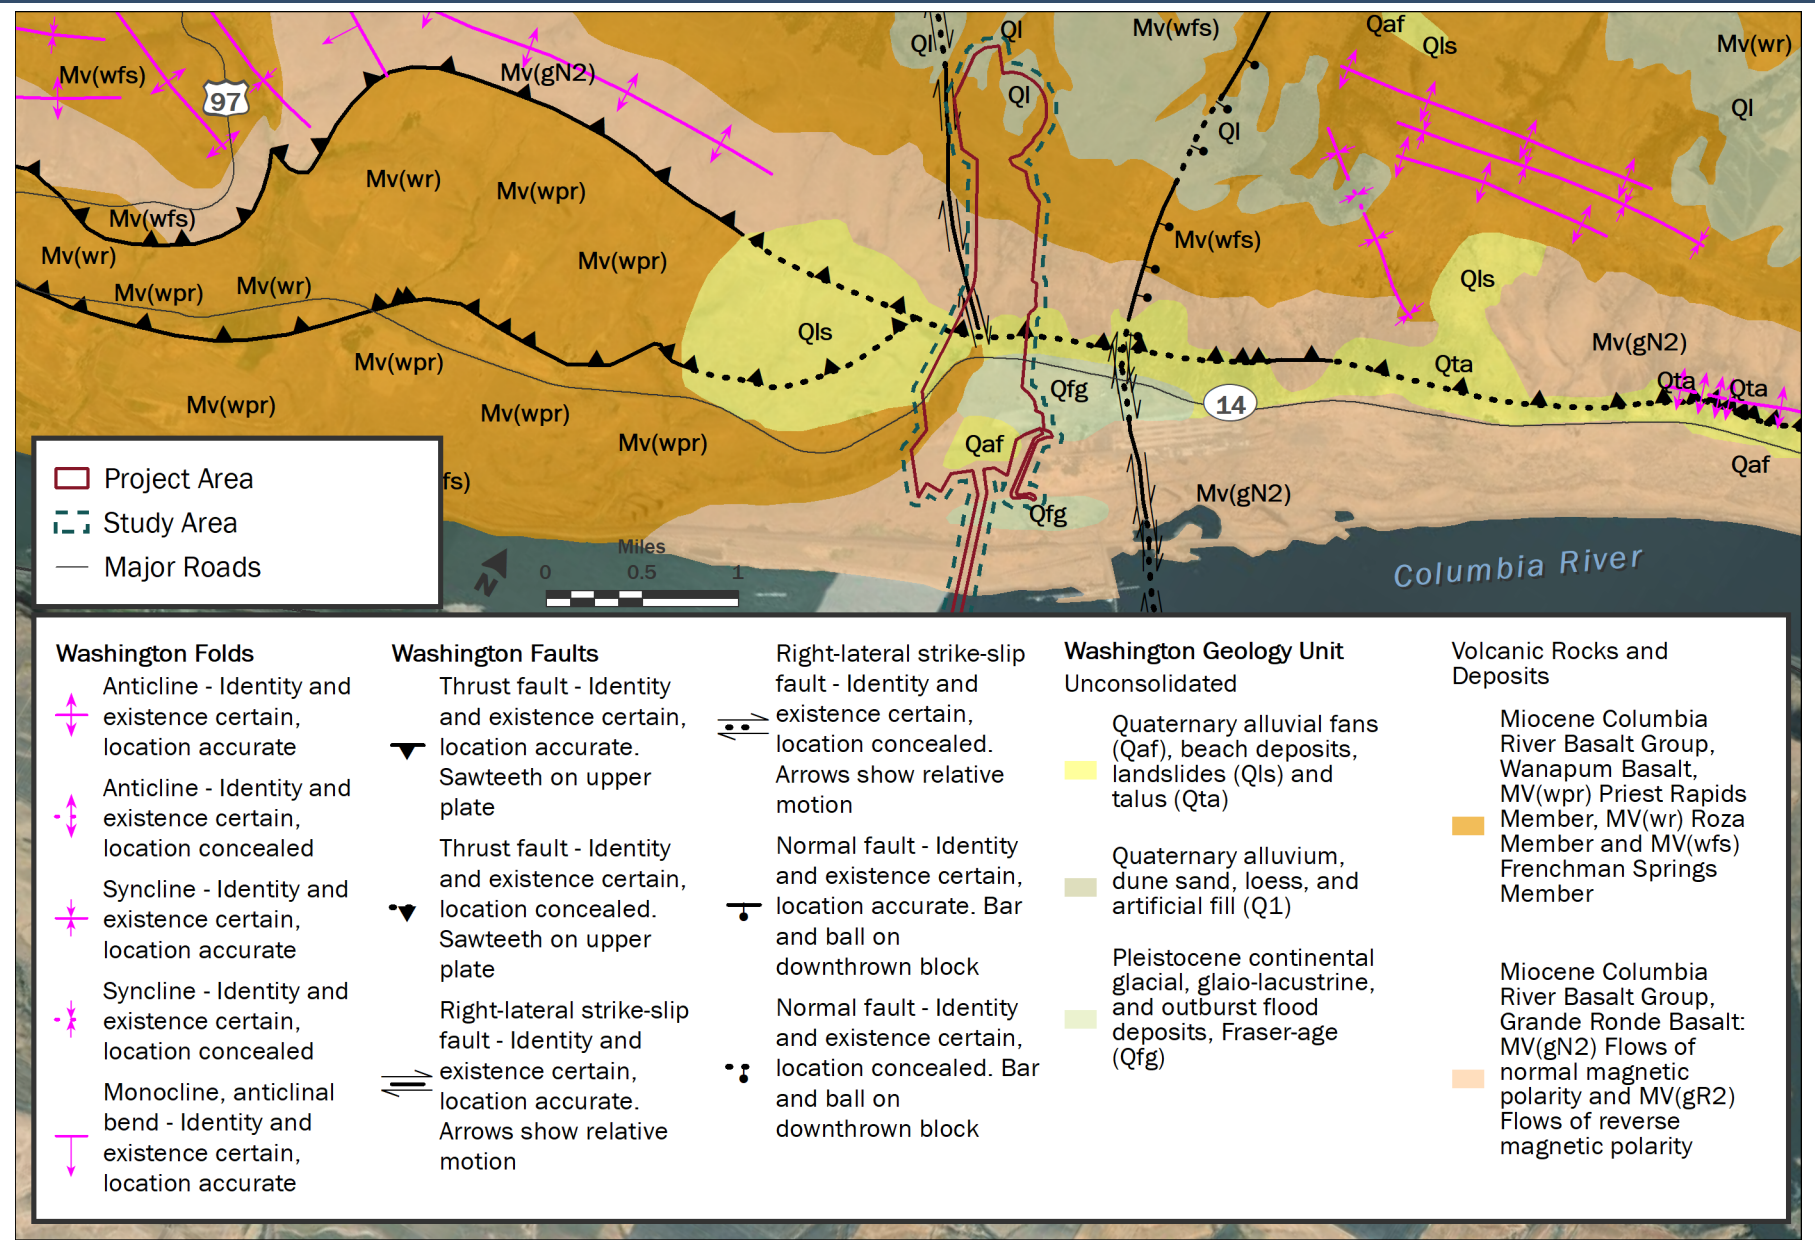 Ql
Ql
Mv(wfs)
Qaf
Qls
Mv(wr)
Mv(wfs)
97
Mv(gN2)
Ql
Ql
Ql
Mv(wr)
Mv(wpr)
Mv(wfs)
Mv(wfs)
Mv(wr)
Mv(wpr)
Mv(wpr)
Mv(wr)
Qls
Qls
Mv(gN2)
Mv(wpr)
Qta
Qta
Qta
Qfg
14
Mv(wpr)
Mv(wpr)
Mv(wpr)
Qaf
Qaf
fs)
Mv(gN2)
Qfg
Project Area
Study Area
Major Roads
N
Miles
0 0.5 1
Columbia River
Washington Folds
Anticline - Identity and
existence certain,
location accurate
Anticline - Identity and
existence certain,
location concealed
Syncline - Identity and
existence certain,
location accurate
Syncline - Identity and
existence certain,
location concealed
Monocline, anticlinal
bend - Identity and
existence certain,
location accurate
Washington Faults
Thrust fault - Identity
and existence certain,
location accurate.
Sawteeth on upper
plate
Thrust fault - Identity
and existence certain,
location concealed.
Sawteeth on upper
plate
Right-lateral strike-slip
fault - Identity and
existence certain,
location accurate.
Arrows show relative
motion
Right-lateral strike-slip
fault - Identity and
existence certain,
location concealed.
Arrows show relative
motion
Normal fault - Identity
and existence certain,
location accurate. Bar
and ball on
downthrown block
Normal fault - Identity
and existence certain,
location concealed. Bar
and ball on
downthrown block
Washington Geology Unit
Unconsolidated
Quaternary alluvial fans
(Qaf), beach deposits,
landslides (Qls) and
talus (Qta)
Quaternary alluvium,
dune sand, loess, and
artificial fill (Q1)
Pleistocene continental
glacial, glaio-lacustrine,
and outburst flood
deposits, Fraser-age
(Qfg)
Volcanic Rocks and
Deposits
Miocene Columbia
River Basalt Group,
Wanapum Basalt,
MV(wpr) Priest Rapids
Member, MV(wr) Roza
Member and MV(wfs)
Frenchman Springs
Member
Miocene Columbia
River Basalt Group,
Grande Ronde Basalt:
MV(gN2) Flows of
normal magnetic
polarity and MV(gR2)
Flows of reverse
magnetic polarity